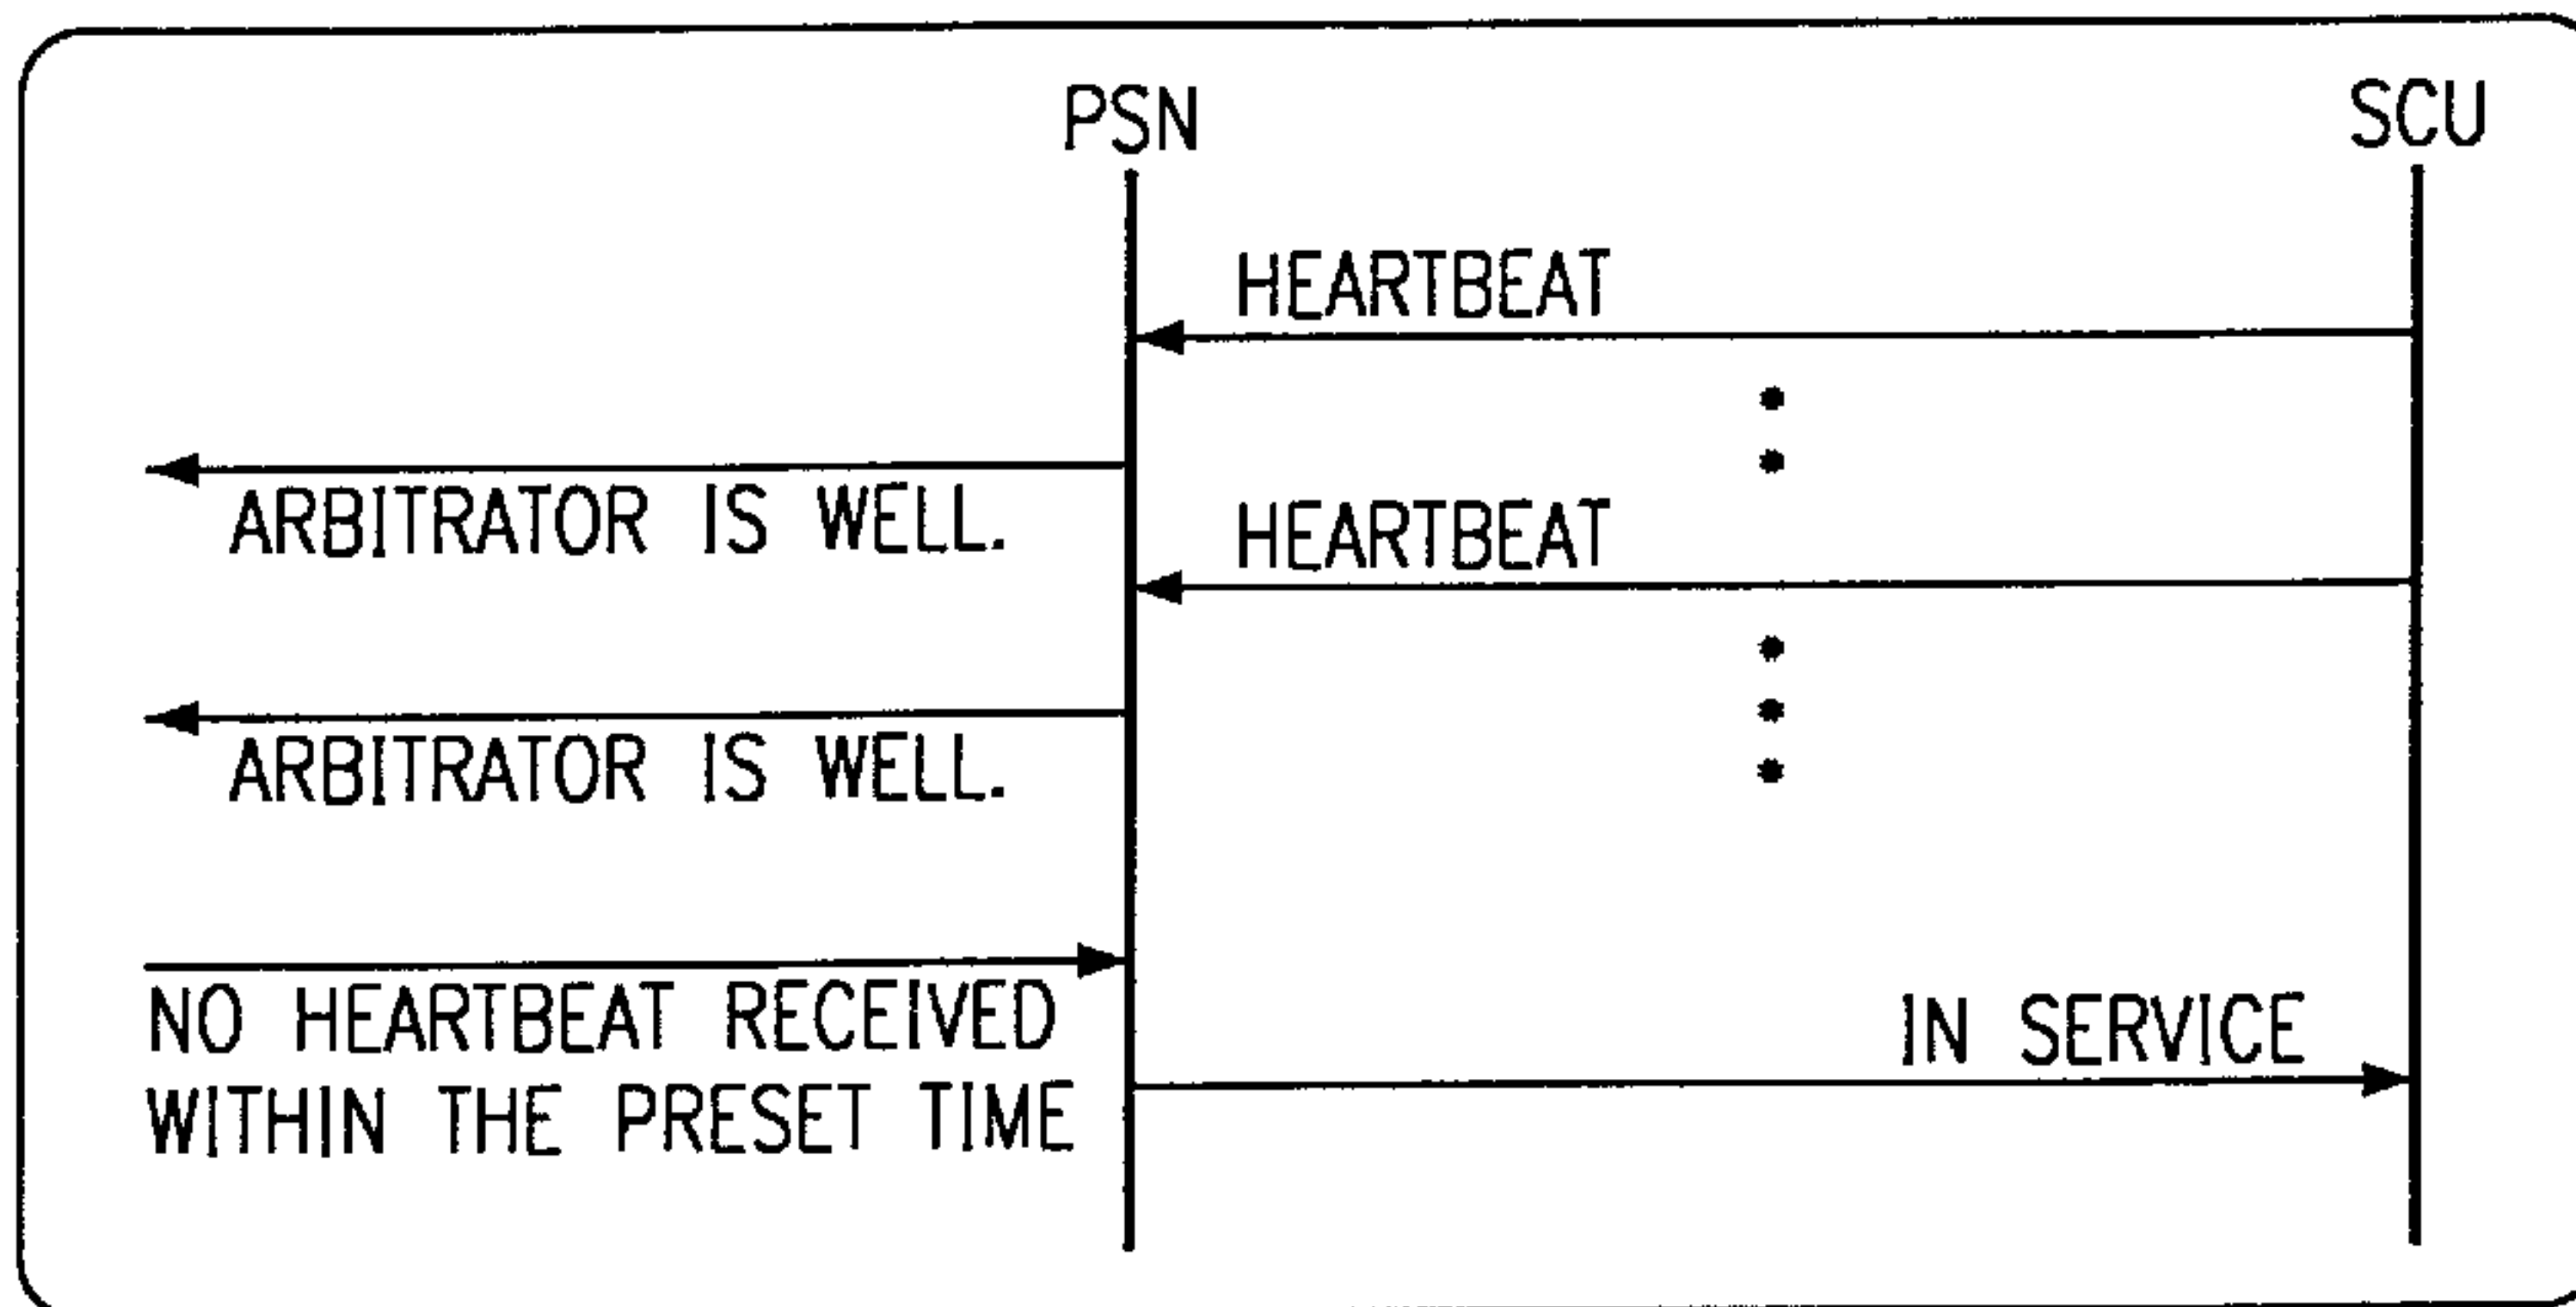 PSN
SCU
HEARTBEAT
ARBITRATOR IS WELL.
HEARTBEAT
ARBITRATOR IS WELL.
NO HEARTBEAT RECEIVED
WITHIN THE PRESET TIME
IN SERVICE